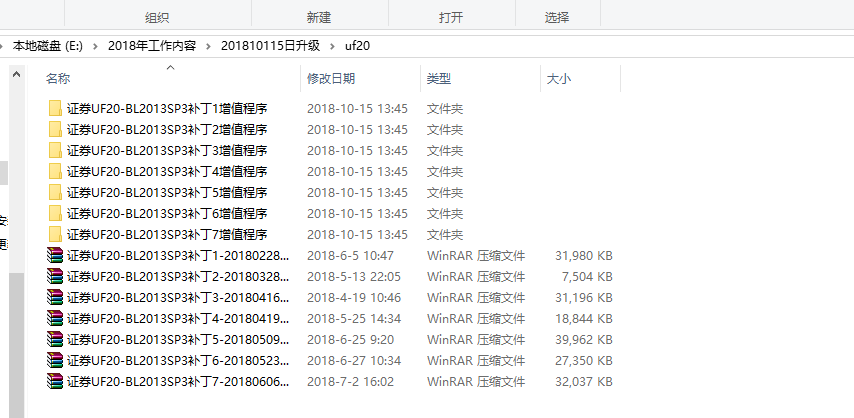 组织 新建 打开 选择
本地磁盘 (E:) > 2018年工作内容 > 201810115日升级 > uf20
名称 修改日期 类型 大小
证券UF20-BL2013SP3补丁1增值程序 2018-10-15 13:45 文件夹
证券UF20-BL2013SP3补丁2增值程序 2018-10-15 13:45 文件夹
证券UF20-BL2013SP3补丁3增值程序 2018-10-15 13:45 文件夹
证券UF20-BL2013SP3补丁4增值程序 2018-10-15 13:45 文件夹
证券UF20-BL2013SP3补丁5增值程序 2018-10-15 13:45 文件夹
证券UF20-BL2013SP3补丁6增值程序 2018-10-15 13:45 文件夹
证券UF20-BL2013SP3补丁7增值程序 2018-10-15 13:45 文件夹
证券UF20-BL2013SP3补丁1-20180228... 2018-6-5 10:47 WinRAR 压缩文件 31,980 KB
证券UF20-BL2013SP3补丁2-20180328... 2018-5-13 22:05 WinRAR 压缩文件 7,504 KB
证券UF20-BL2013SP3补丁3-20180416... 2018-4-19 10:46 WinRAR 压缩文件 31,196 KB
证券UF20-BL2013SP3补丁4-20180419... 2018-5-25 14:34 WinRAR 压缩文件 18,844 KB
证券UF20-BL2013SP3补丁5-20180509... 2018-6-25 9:20 WinRAR 压缩文件 39,962 KB
证券UF20-BL2013SP3补丁6-20180523... 2018-6-27 10:34 WinRAR 压缩文件 27,350 KB
证券UF20-BL2013SP3补丁7-20180606... 2018-7-2 16:02 WinRAR 压缩文件 32,037 KB